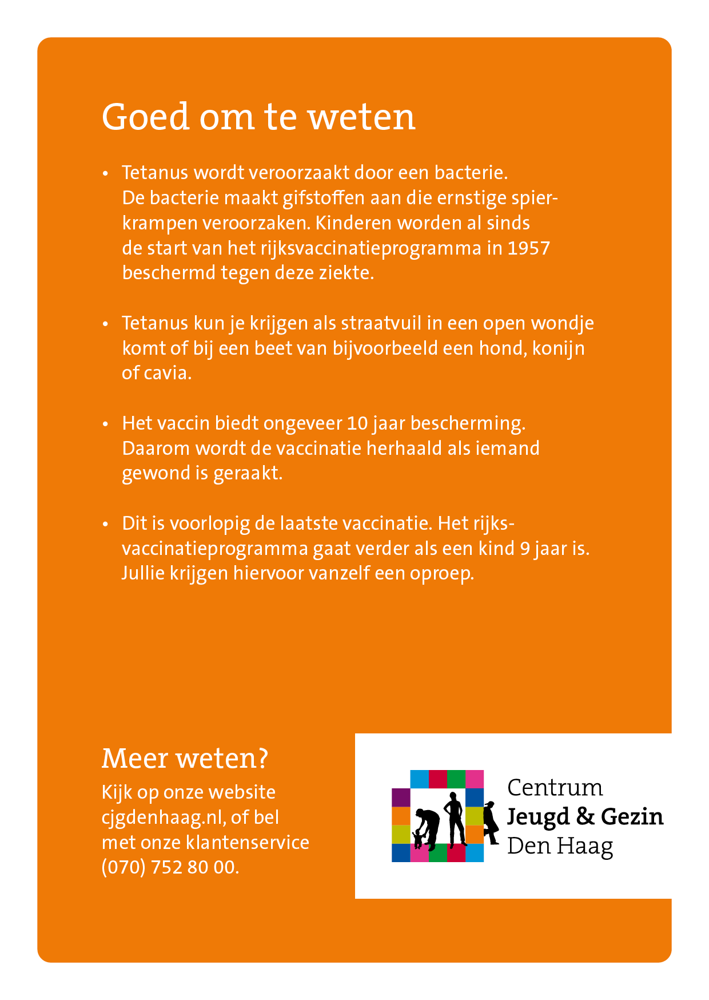 Goed om te weten
• Tetanus wordt veroorzaakt door een bacterie.
De bacterie maakt gifstoffen aan die ernstige spier-
krampen veroorzaken. Kinderen worden al sinds
de start van het rijksvaccinatieprogramma in 1957
beschermd tegen deze ziekte.
• Tetanus kun je krijgen als straatvuil in een open wondje
komt of bij een beet van bijvoorbeeld een hond, konijn
of cavia.
• Het vaccin biedt ongeveer 10 jaar bescherming.
Daarom wordt de vaccinatie herhaald als iemand
gewond is geraakt.
• Dit is voorlopig de laatste vaccinatie. Het rijks-
vaccinatieprogramma gaat verder als een kind 9 jaar is.
Jullie krijgen hiervoor vanzelf een oproep.
Meer weten?
Kijk op onze website
cjgdenhaag.nl, of bel
met onze klantenservice
(070) 752 80 00.
Centrum
Jeugd & Gezin
Den Haag